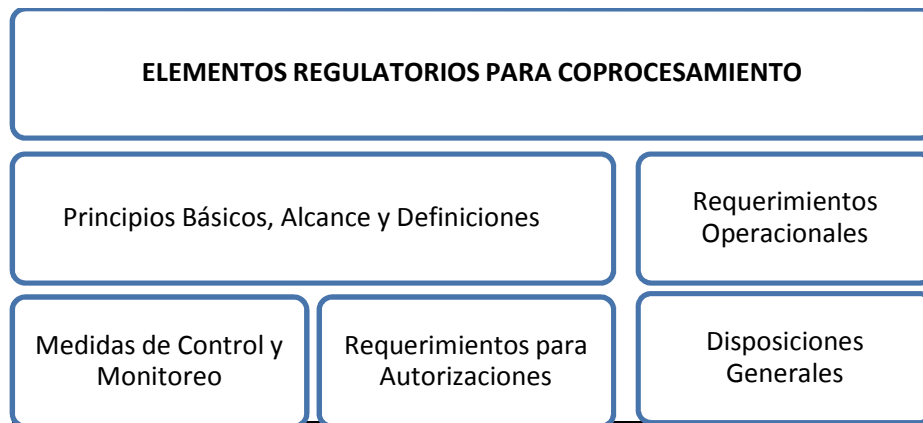 ELEMENTOS REGULATORIOS PARA COPROCESAMIENTO
Principios Básicos, Alcance y Definiciones
Requerimientos
Operacionales
Medidas de Control y
Monitoreo
Requerimientos para
Autorizaciones
Disposiciones
Generales